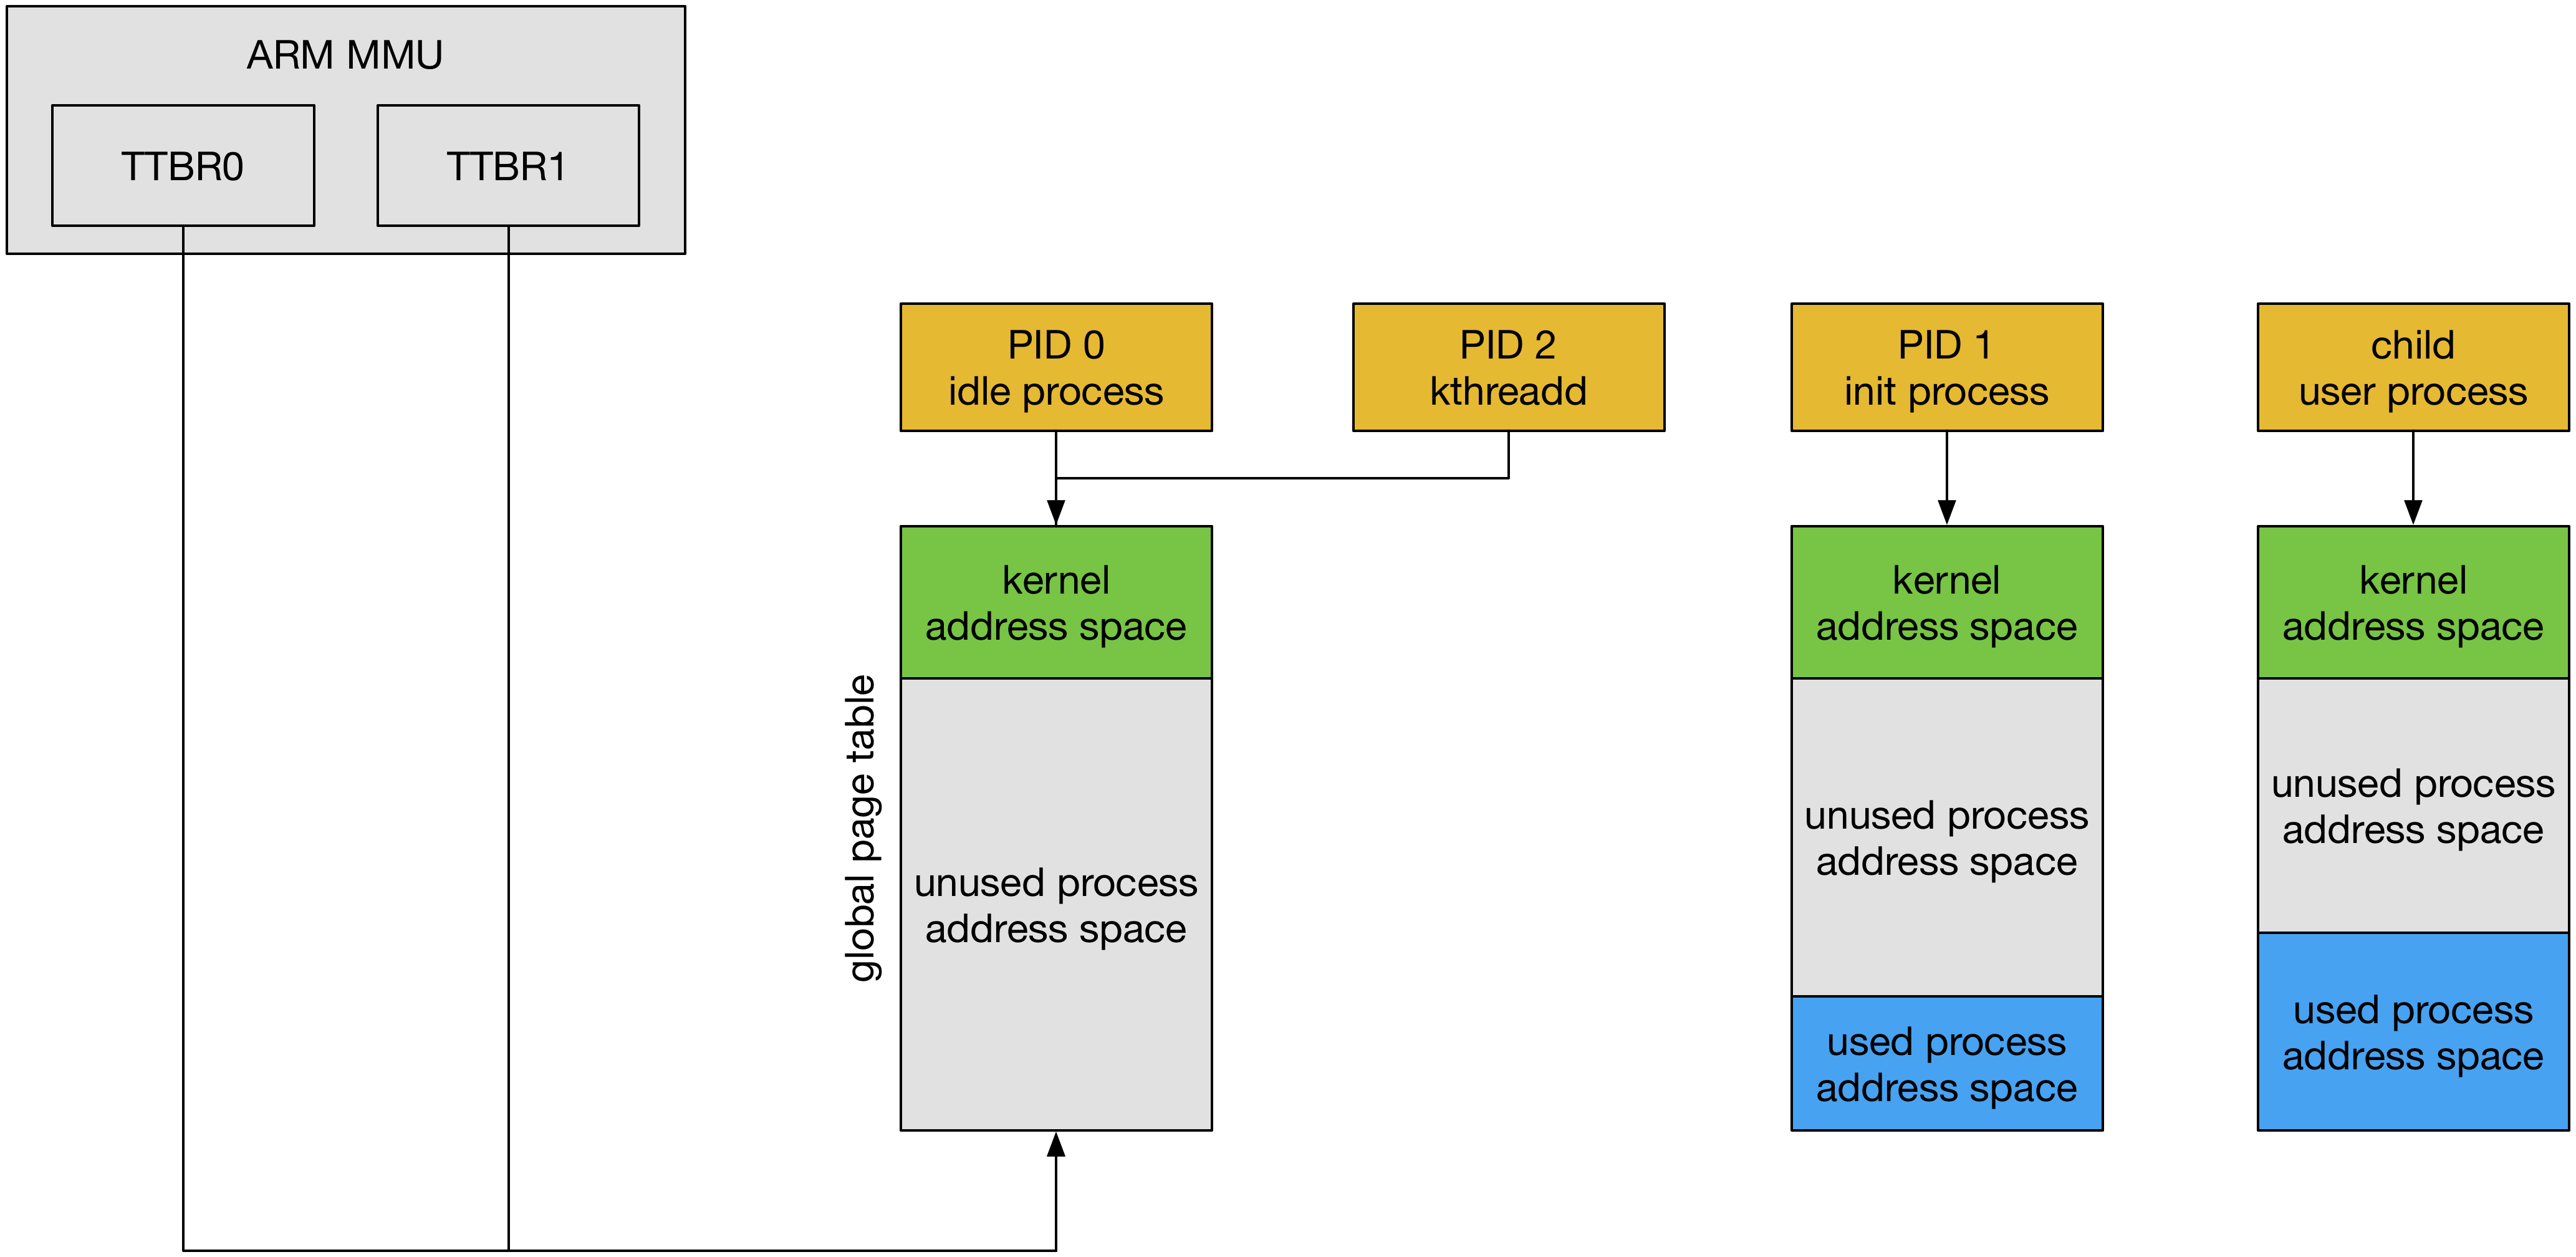 ARM MMU
TTBR0
TTBR1
PID 0
idle process
PID 2
kthreadd
PID 1
init process
child
user process
global page table
kernel
address space
unused process
address space
kernel
address space
unused process
address space
used process
address space
kernel
address space
unused process
address space
used process
address space